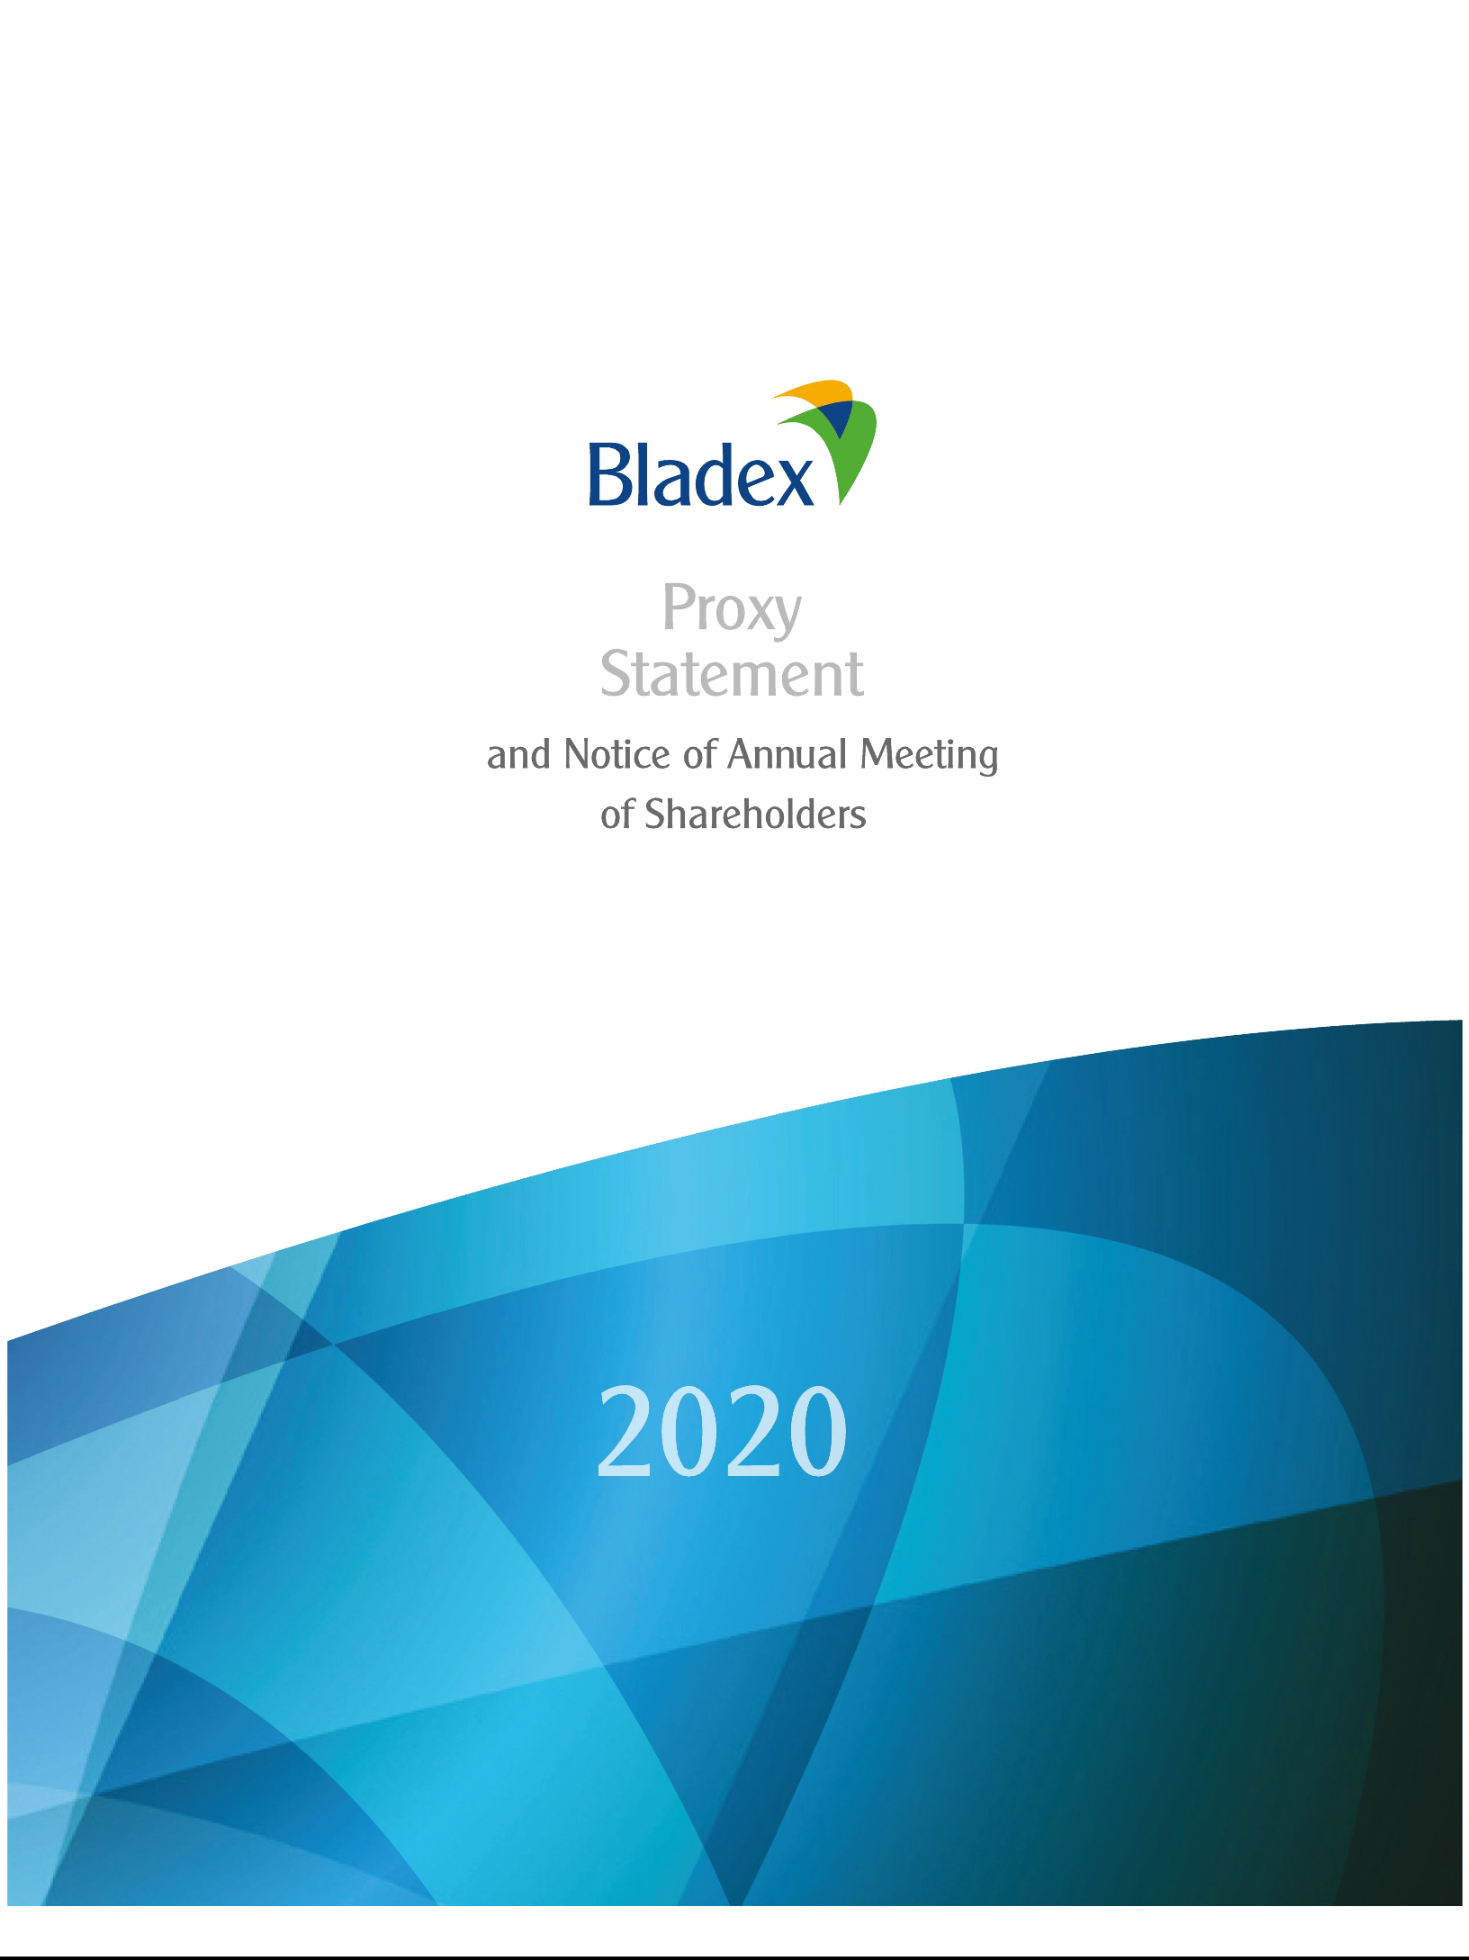 Bladex
Proxy
Statement
and Notice of Annual Meeting
of Shareholders
2020